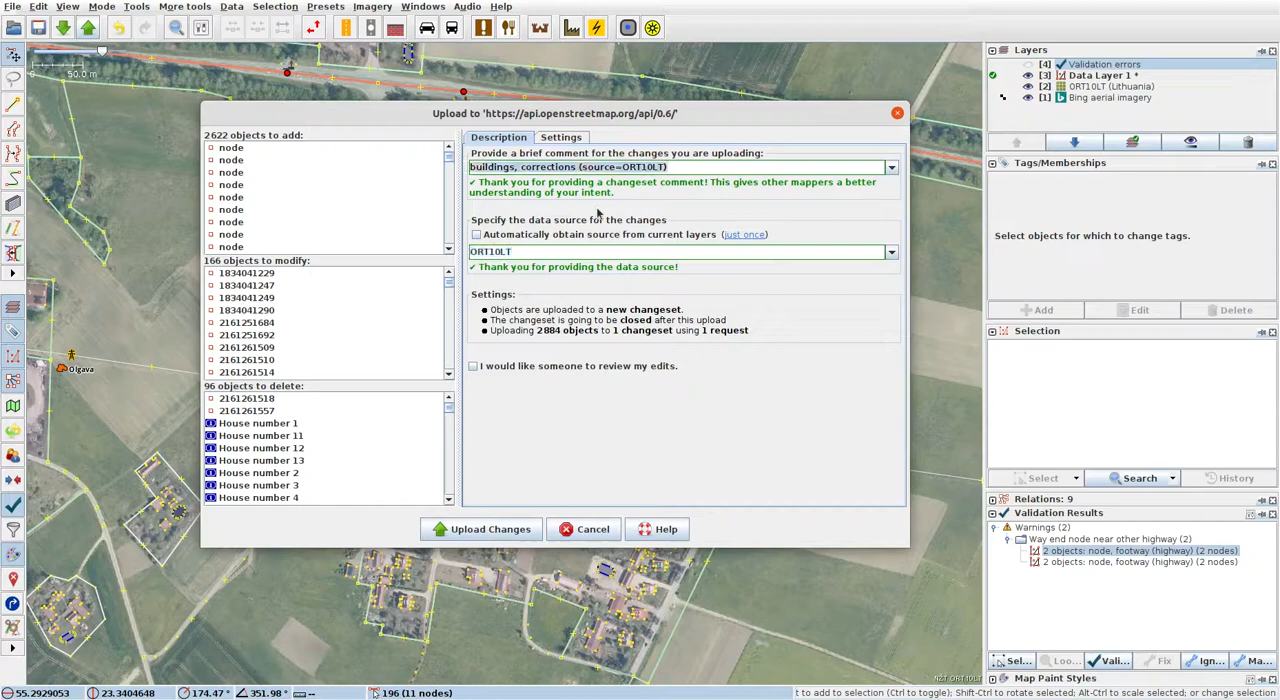 File Edit View Mode Tools More tools Data Selection Presets Imagery Windows Audio Help
0 50.0 m
Olgava
NŽT ORT10LT
Upload to 'https://api.openstreetmap.org/api/0.6/'
2622 objects to add:
node
node
node
node
node
node
node
node
node
166 objects to modify:
1834041229
1834041247
1834041249
1834041290
2161251684
2161251692
2161261509
2161261510
2161261514
96 objects to delete:
2161261518
2161261557
House number 1
House number 11
House number 12
House number 13
House number 2
House number 3
House number 4
Description Settings
Provide a brief comment for the changes you are uploading:
buildings, corrections (source=ORT10LT)
✔ Thank you for providing a changeset comment! This gives other mappers a better
understanding of your intent.
Specify the data source for the changes
Automatically obtain source from current layers (just once)
ORT10LT
✔ Thank you for providing the data source!
Settings:
● Objects are uploaded to a new changeset.
● The changeset is going to be closed after this upload
● Uploading 2884 objects to 1 changeset using 1 request
I would like someone to review my edits.
Upload Changes Cancel Help
Layers
[4] Validation errors
[3] Data Layer 1 *
[2] ORT10LT (Lithuania)
[1] Bing aerial imagery
Tags/Memberships
Select objects for which to change tags.
Add Edit Delete
Selection
Select Search History
Relations: 9
Validation Results
Warnings (2)
Way end node near other highway (2)
2 objects: node, footway (highway) (2 nodes)
2 objects: node, footway (highway) (2 nodes)
Sel... Loo... Vali... Fix Ign... Ma...
Map Paint Styles
55.2929053 23.3404648 174.47° 351.98° -- 196 (11 nodes) t to add to selection (Ctrl to toggle); Shift-Ctrl to rotate selected; Alt-Ctrl to scale selected; or change selection